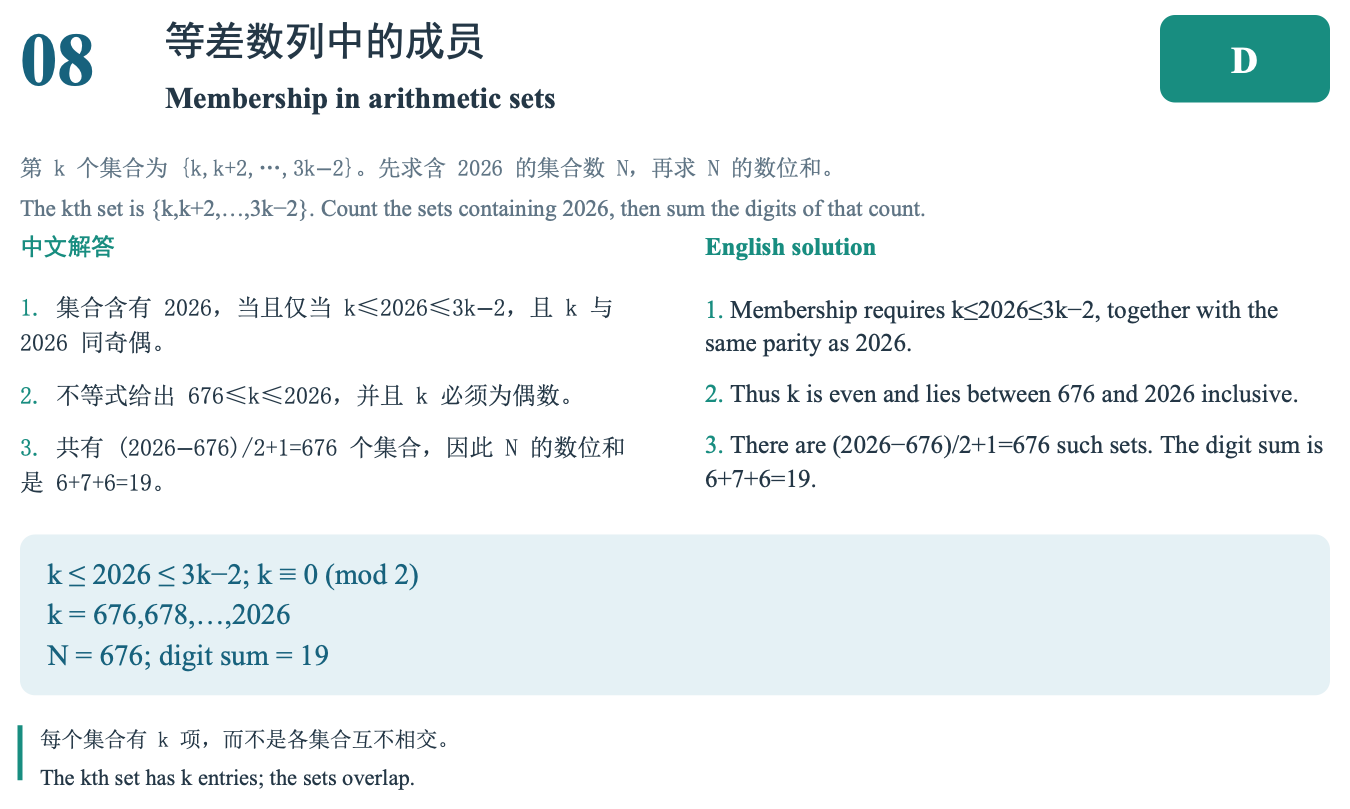 08
等差数列中的成员
Membership in arithmetic sets
D
第 k 个集合为 {k,k+2,⋯,3k−2}。先求含 2026 的集合数 N，再求 N 的数位和。
The kth set is {k,k+2,…,3k−2}. Count the sets containing 2026, then sum the digits of that count.
中文解答
1. 集合含有 2026，当且仅当 k≤2026≤3k−2，且 k 与
2026 同奇偶。
2. 不等式给出 676≤k≤2026，并且 k 必须为偶数。
3. 共有 (2026−676)/2+1=676 个集合，因此 N 的数位和
是 6+7+6=19。
English solution
1. Membership requires k≤2026≤3k−2, together with the
same parity as 2026.
2. Thus k is even and lies between 676 and 2026 inclusive.
3. There are (2026−676)/2+1=676 such sets. The digit sum is
6+7+6=19.
k ≤ 2026 ≤ 3k−2; k ≡ 0 (mod 2)
k = 676,678,…,2026
N = 676; digit sum = 19
每个集合有 k 项，而不是各集合互不相交。
The kth set has k entries; the sets overlap.